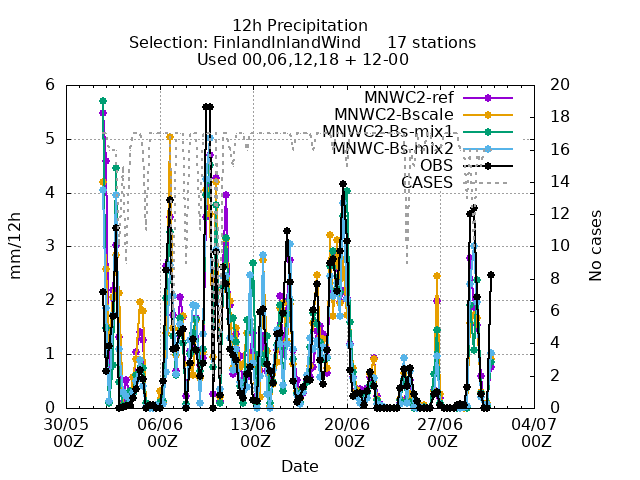 12h Precipitation
Selection: FinlandInlandWind     17 stations
Used 00,06,12,18 + 12-00
MNWC2-ref
MNWC2-Bscale
MNWC2-Bs-mix1
MNWC-Bs-mix2
OBS
CASES
6
5
4
3
2
1
0
mm/12h
20
18
16
14
12
10
8
6
4
2
0
No cases
30/05 06/06 13/06 20/06 27/06 04/07
00Z 00Z 00Z 00Z 00Z 00Z
Date